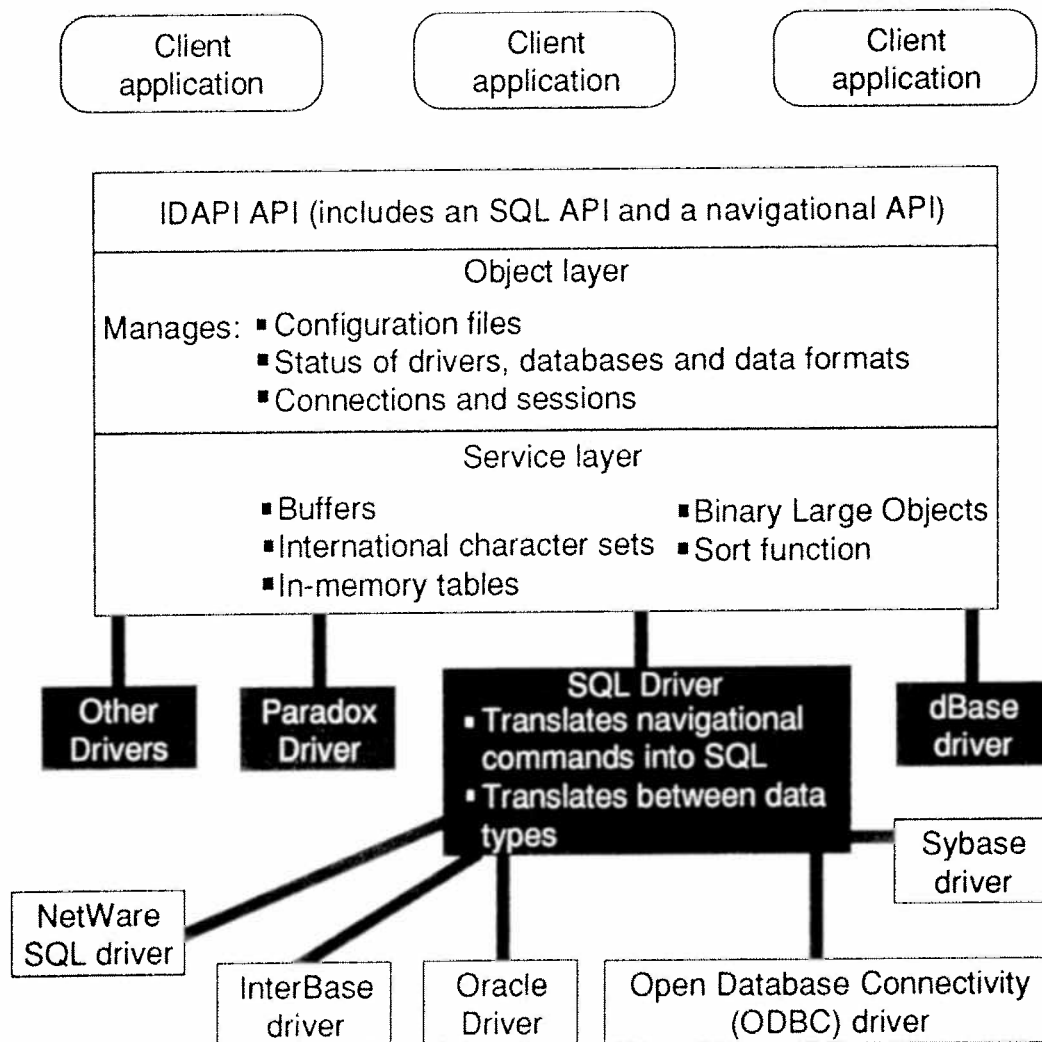 Client
application
Client
application
Client
application
IDAPI API (includes an SQL API and a navigational API)
Object layer
Manages: ▪ Configuration files
▪ Status of drivers, databases and data formats
▪ Connections and sessions
Service layer
▪ Buffers
▪ International character sets
▪ In-memory tables
▪ Binary Large Objects
▪ Sort function
Other
Drivers
Paradox
Driver
SQL Driver
▪ Translates navigational
commands into SQL
▪ Translates between data
types
dBase
driver
Sybase
driver
NetWare
SQL driver
InterBase
driver
Oracle
Driver
Open Database Connectivity
(ODBC) driver